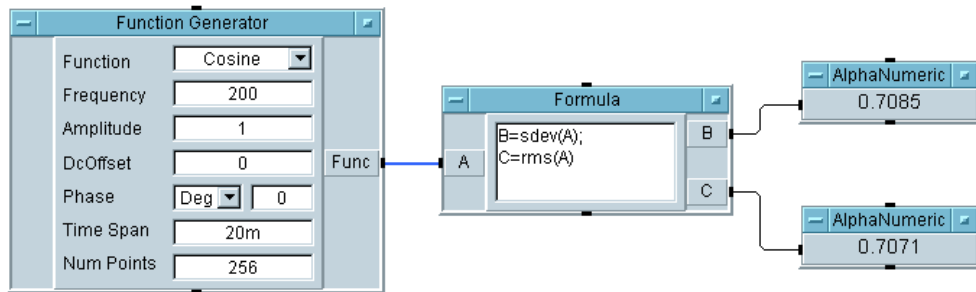 Function Generator
Function Cosine
Frequency 200
Amplitude 1
DcOffset 0
Phase Deg 0
Time Span 20m
Num Points 256
Func
Formula
A
B=sdev(A);
C=rms(A)
B
C
AlphaNumeric
0.7085
AlphaNumeric
0.7071